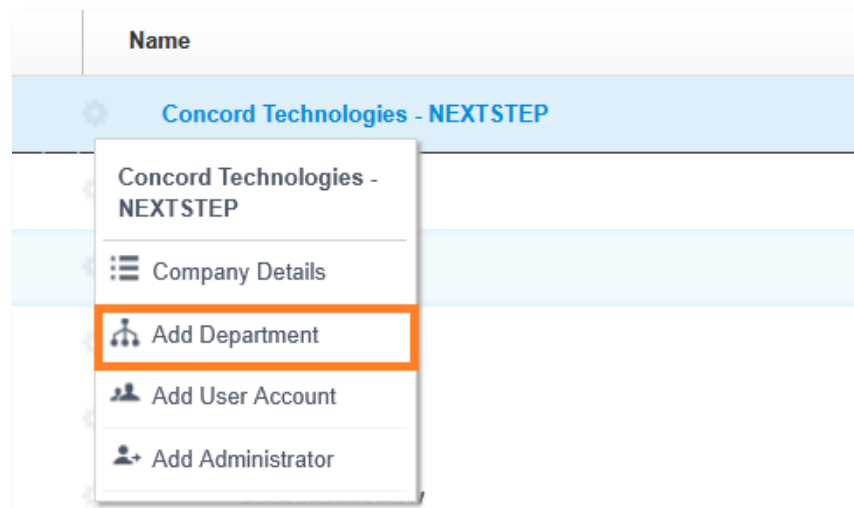 Name
Concord Technologies - NEXTSTEP
Concord Technologies -
NEXTSTEP
Company Details
Add Department
Add User Account
Add Administrator